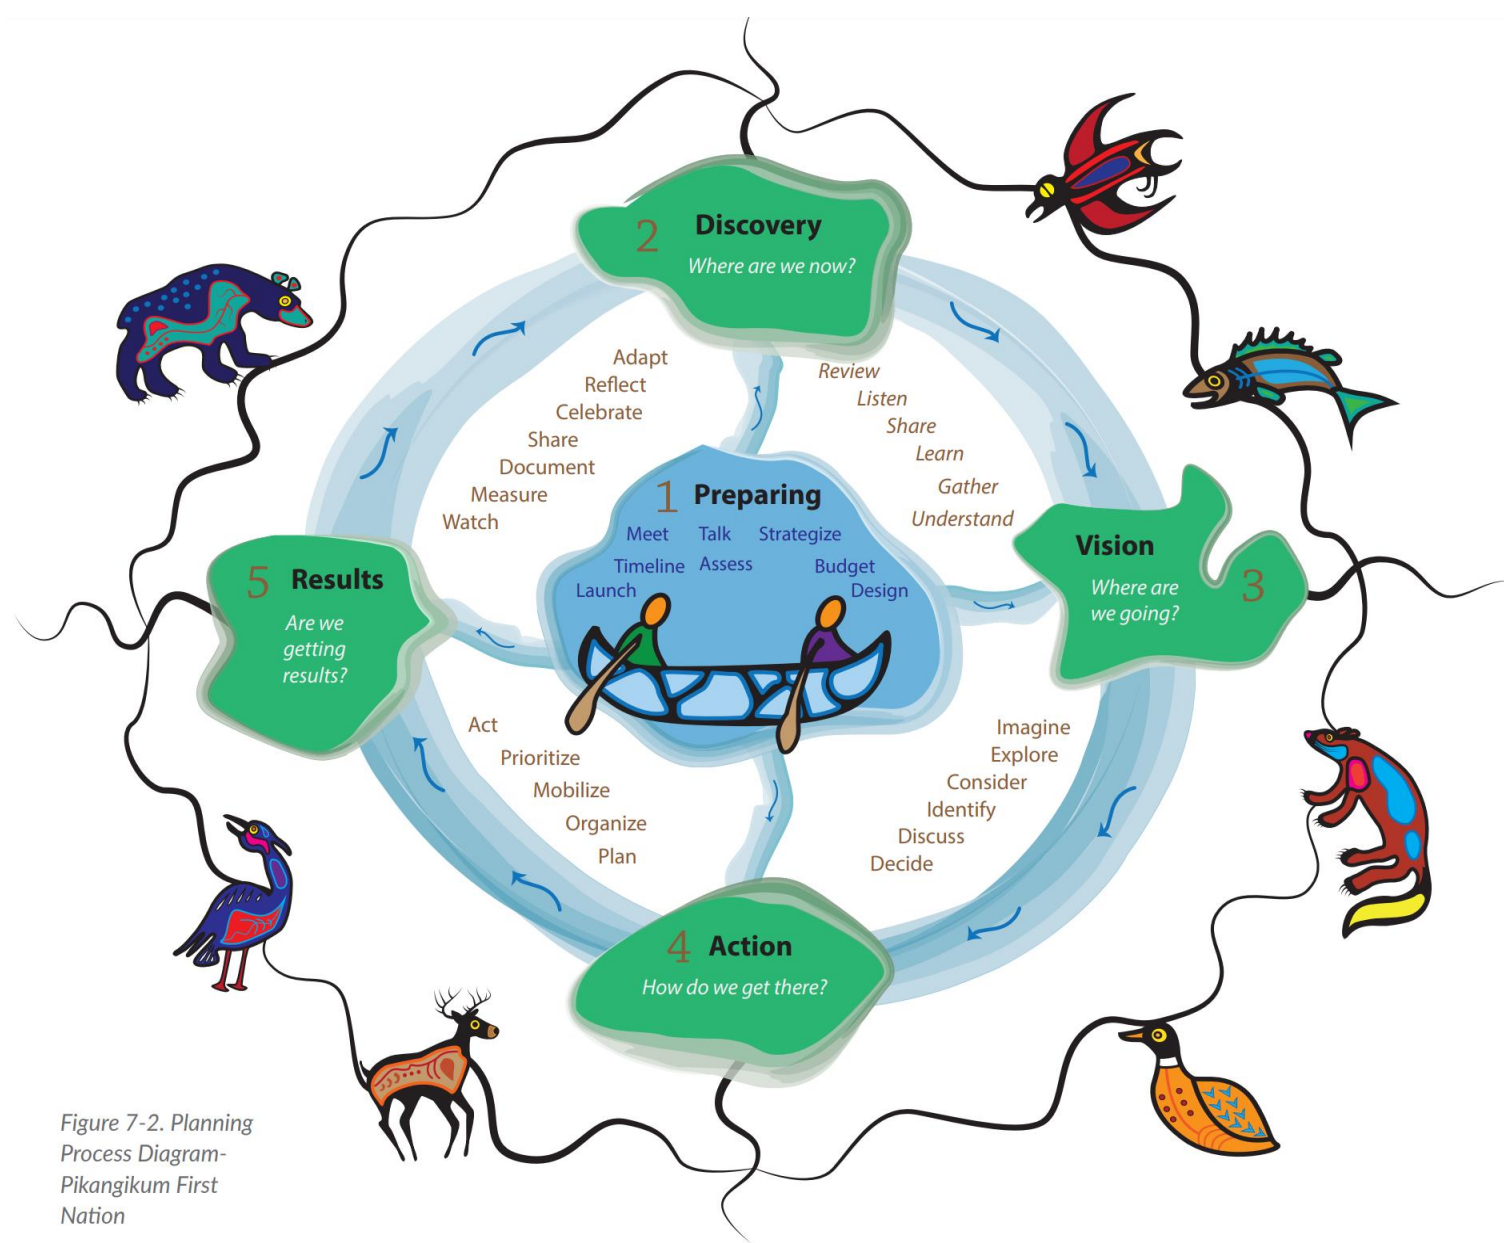 2 Discovery
Where are we now?
Adapt
Reflect
Celebrate
Share
Document
Measure
Watch
Review
Listen
Share
Learn
Gather
Understand
1 Preparing
Meet Talk Strategize
Timeline Assess Budget
Launch Design
Vision
3
Where are
we going?
5 Results
Are we
getting
results?
Act
Prioritize
Mobilize
Organize
Plan
Imagine
Explore
Consider
Identify
Discuss
Decide
4 Action
How do we get there?
Figure 7-2. Planning
Process Diagram-
Pikangikum First
Nation